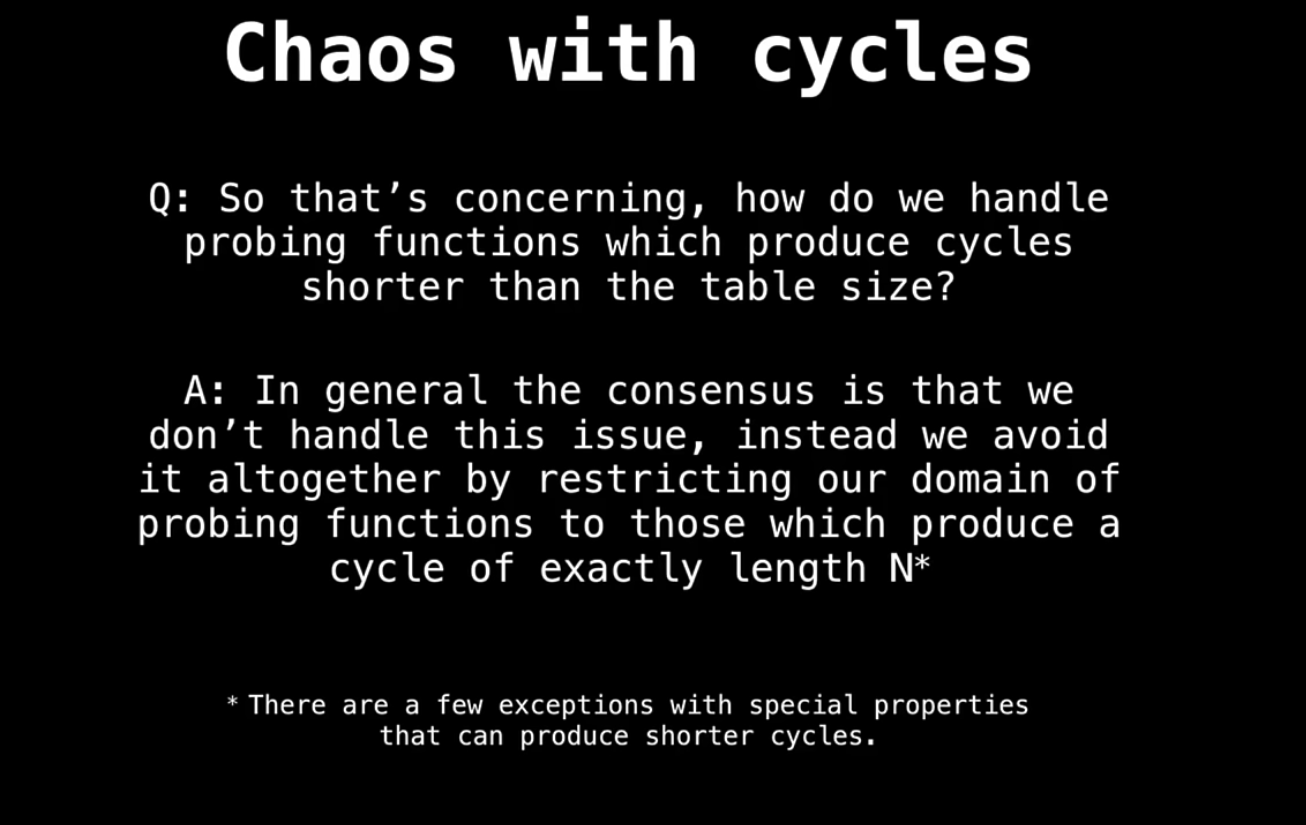 Chaos with cycles
Q: So that’s concerning, how do we handle
probing functions which produce cycles
shorter than the table size?
A: In general the consensus is that we
don’t handle this issue, instead we avoid
it altogether by restricting our domain of
probing functions to those which produce a
cycle of exactly length N*
* There are a few exceptions with special properties
that can produce shorter cycles.